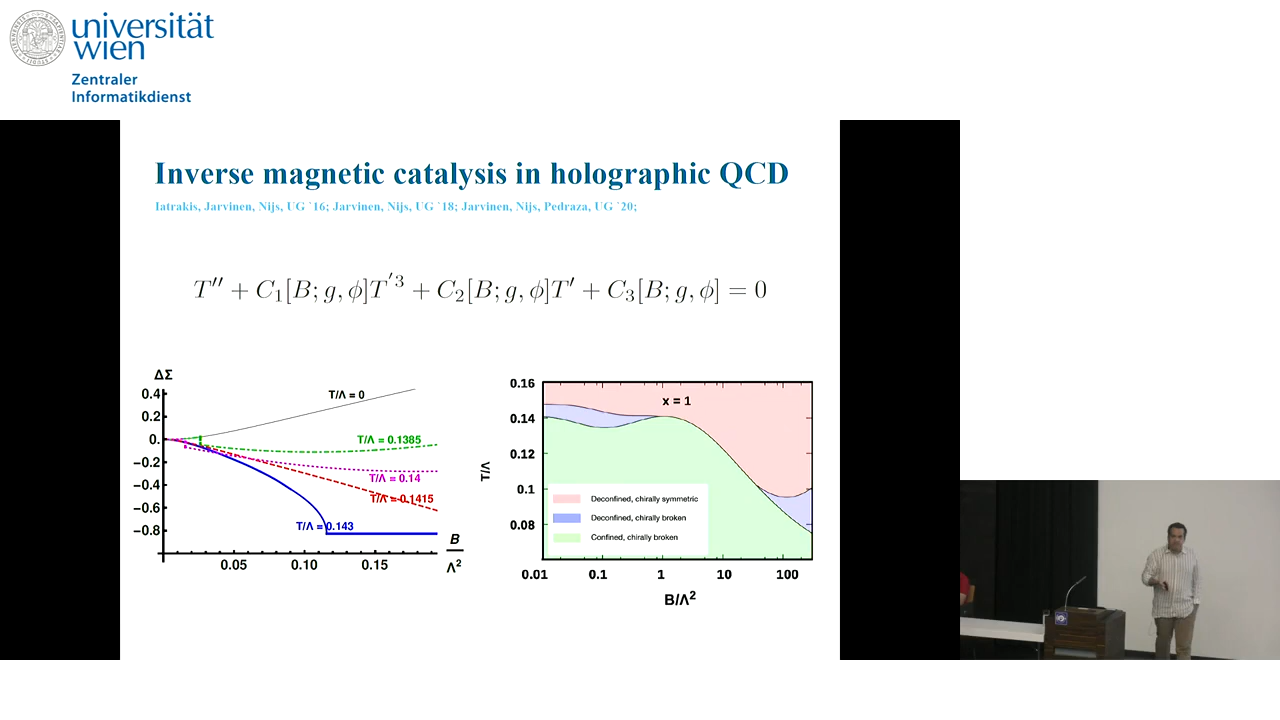 universität
wien
Zentraler
Informatikdienst
Inverse magnetic catalysis in holographic QCD
Iatrakis, Jarvinen, Nijs, UG `16; Jarvinen, Nijs, UG `18; Jarvinen, Nijs, Pedraza, UG `20;
T′′ + C₁[B; g, ϕ]T′³ + C₂[B; g, ϕ]T′ + C₃[B; g, ϕ] = 0
ΔΣ
0.4
0.2
0.
−0.2
−0.4
−0.6
−0.8
T/Λ = 0
T/Λ = 0.1385
T/Λ = 0.14
T/Λ = 0.1415
T/Λ = 0.143
0.05 0.10 0.15
B
Λ²
0.16
0.14
0.12
0.1
0.08
T/Λ
x = 1
Deconfined, chirally symmetric
Deconfined, chirally broken
Confined, chirally broken
0.01 0.1 1 10 100
B/Λ²